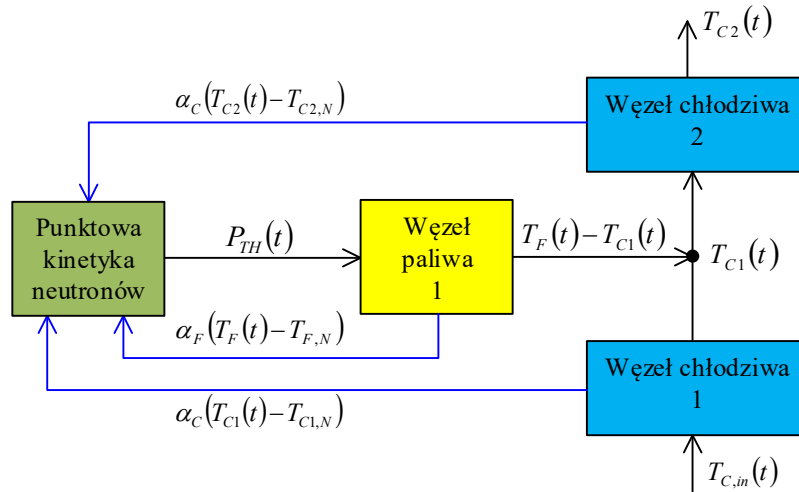 T_{C2}(t)
α_C(T_{C2}(t)−T_{C2,N})
Węzeł chłodziwa
2
Punktowa
kinetyka
neutronów
P_{TH}(t)
Węzeł
paliwa
1
T_F(t)−T_{C1}(t)
T_{C1}(t)
α_F(T_F(t)−T_{F,N})
Węzeł chłodziwa
1
α_C(T_{C1}(t)−T_{C1,N})
T_{C,in}(t)